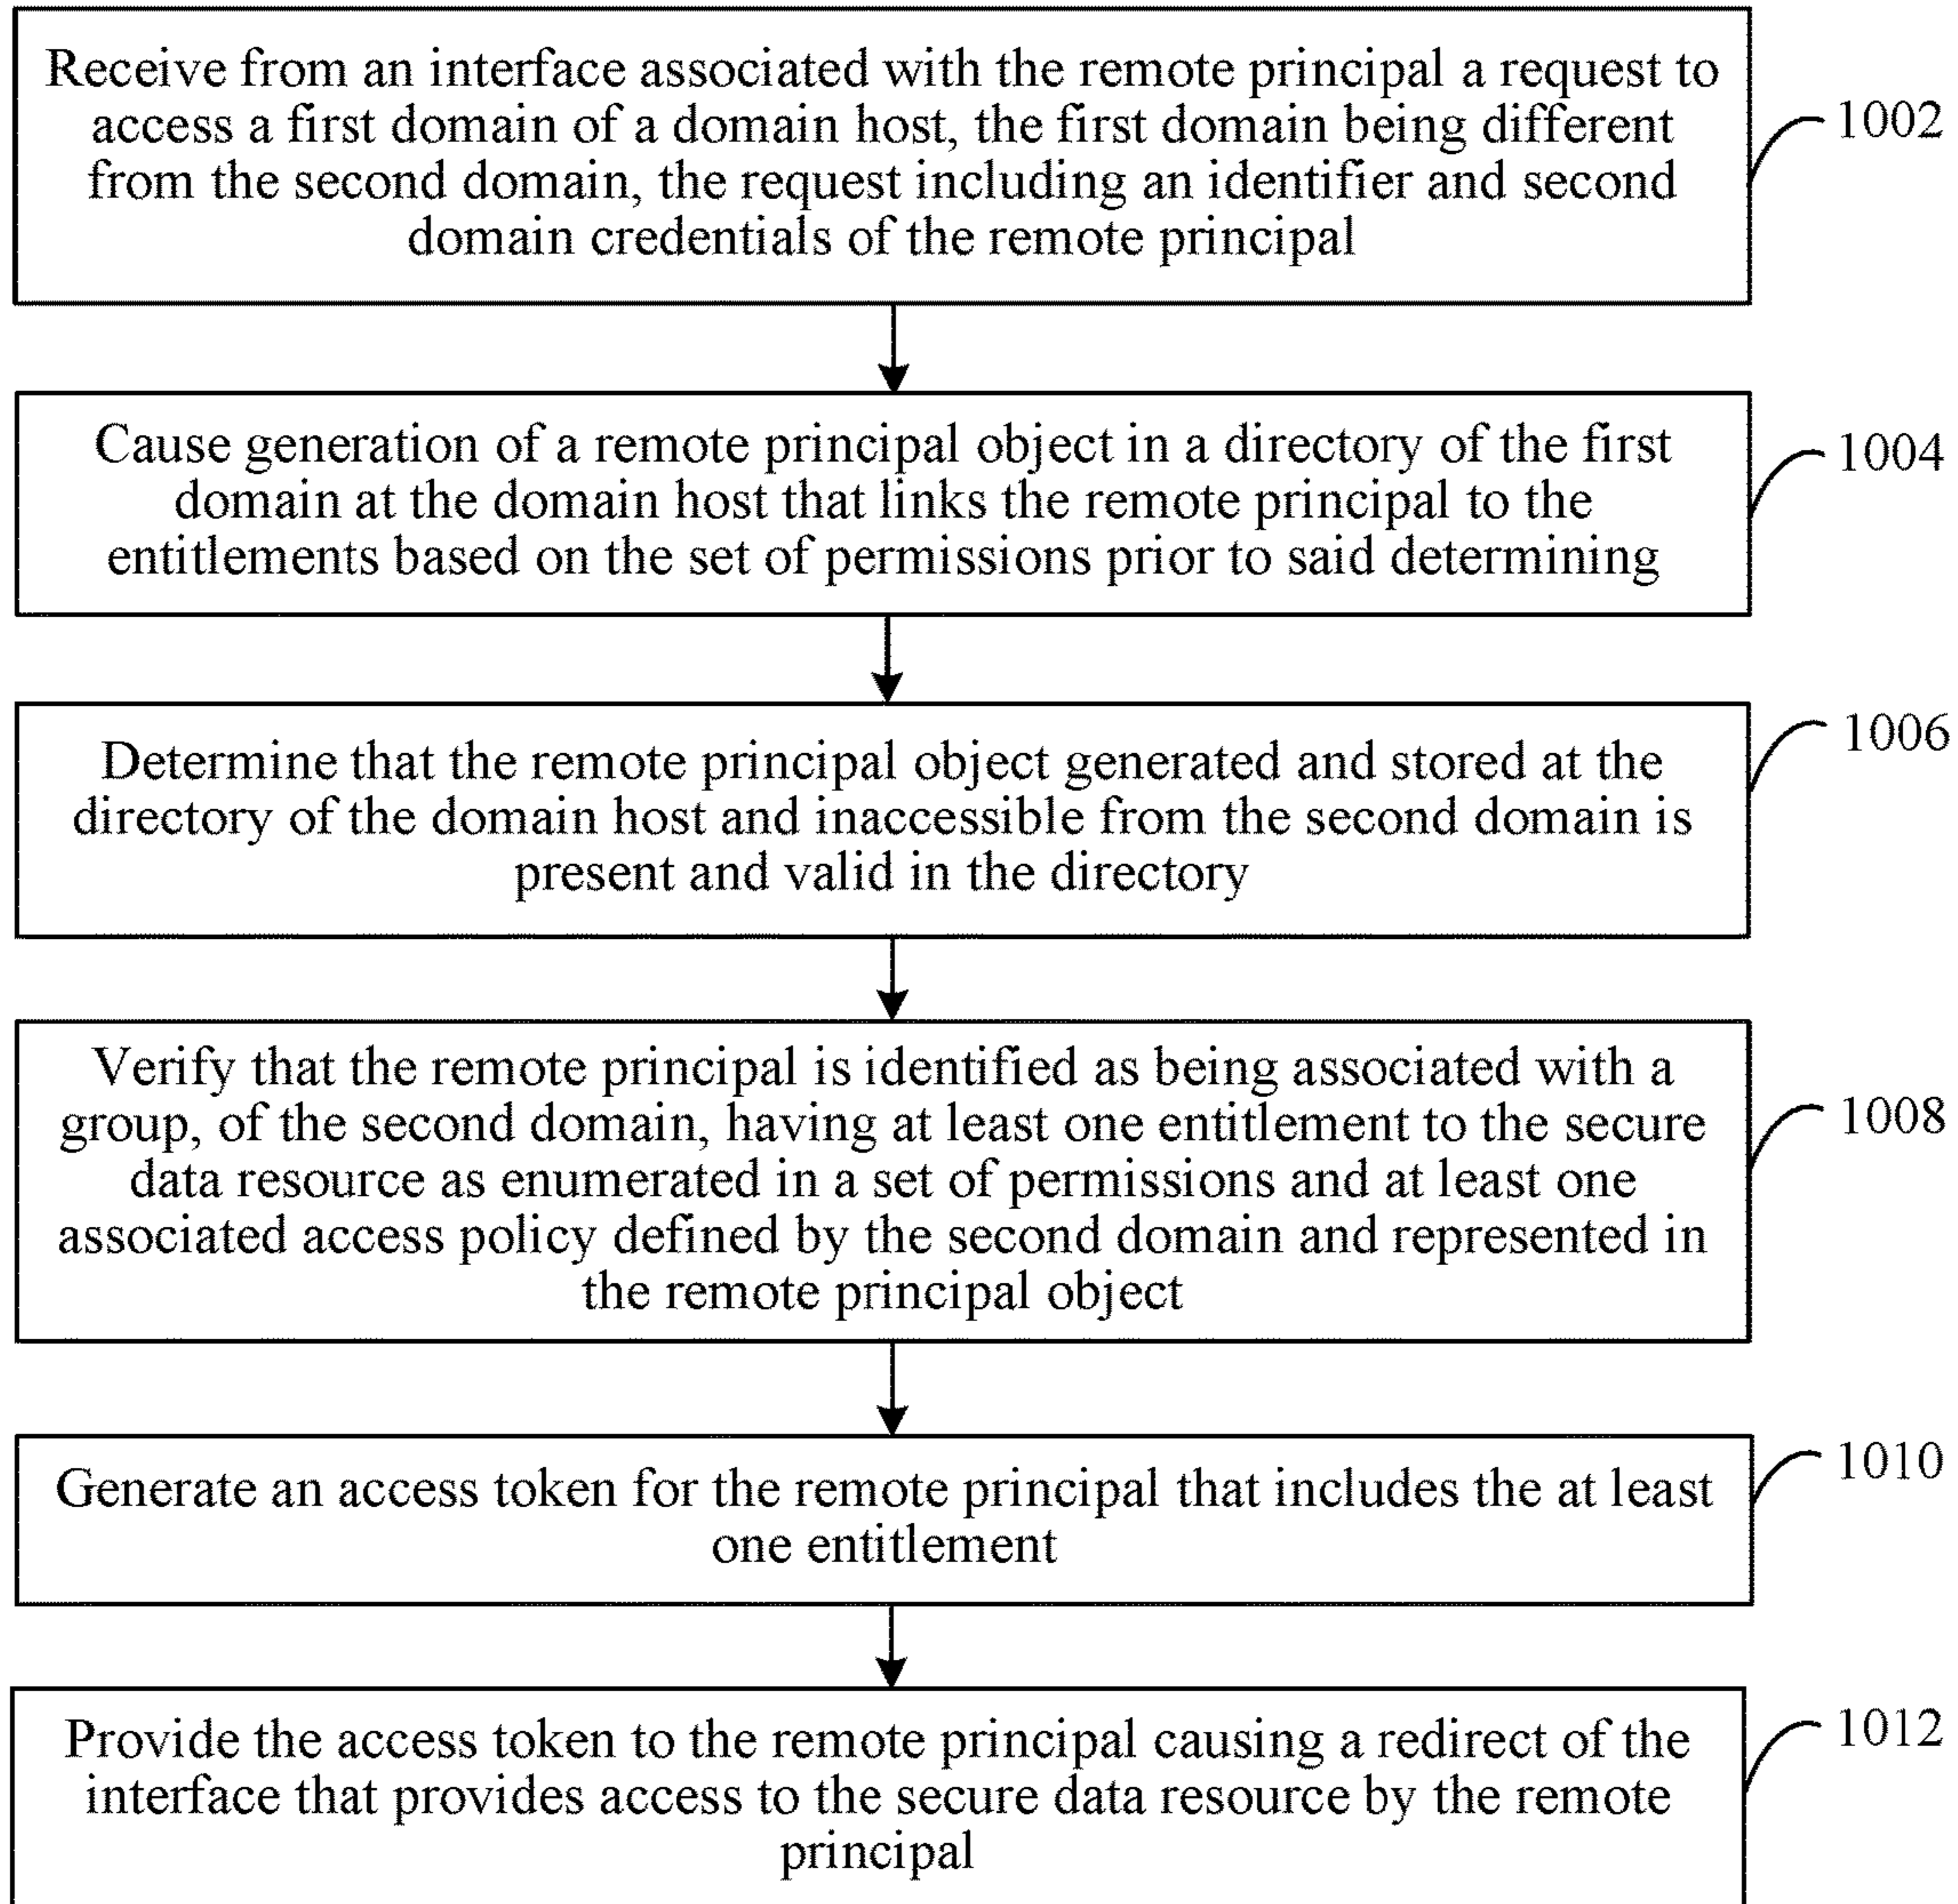 Receive from an interface associated with the remote principal a request to
access a first domain of a domain host, the first domain being different
from the second domain, the request including an identifier and second
domain credentials of the remote principal
1002
Cause generation of a remote principal object in a directory of the first
domain at the domain host that links the remote principal to the
entitlements based on the set of permissions prior to said determining
1004
Determine that the remote principal object generated and stored at the
directory of the domain host and inaccessible from the second domain is
present and valid in the directory
1006
Verify that the remote principal is identified as being associated with a
group, of the second domain, having at least one entitlement to the secure
data resource as enumerated in a set of permissions and at least one
associated access policy defined by the second domain and represented in
the remote principal object
1008
Generate an access token for the remote principal that includes the at least
one entitlement
1010
Provide the access token to the remote principal causing a redirect of the
interface that provides access to the secure data resource by the remote
principal
1012